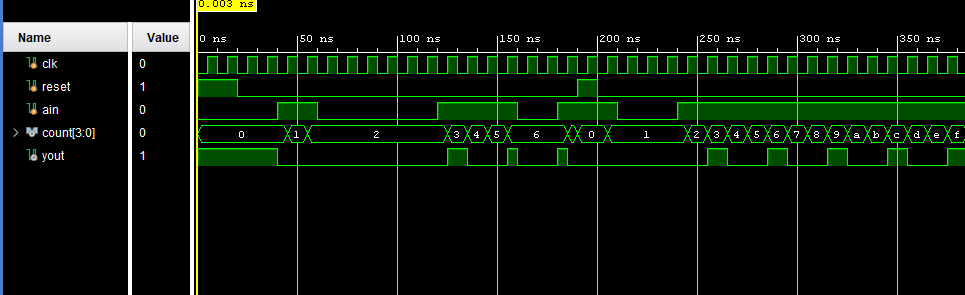 0.003 ns
Name Value
0 ns 50 ns 100 ns 150 ns 200 ns 250 ns 300 ns 350 ns
clk 0
reset 1
ain 0
count[3:0] 0 0 1 2 3 4 5 6 0 1 2 3 4 5 6 7 8 9 a b c d e f
yout 1